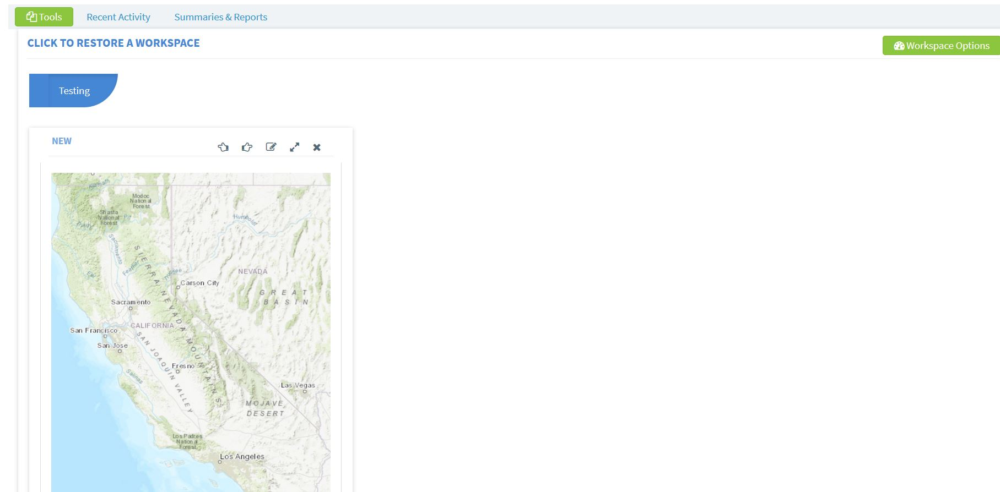 Tools Recent Activity Summaries & Reports
CLICK TO RESTORE A WORKSPACE
Workspace Options
Testing
NEW
Klamath
Modoc
National
Forest
Shasta
National
Forest
Pit
Trinity
Humboldt
Sacramento
SIERRA NEVADA MOUNTAINS
Feather
Truckee
Eel
NEVADA
Carson City
GREAT
BASIN
Sacramento
CALIFORNIA
San Francisco
San Jose
SAN JOAQUIN VALLEY
Fresno
Salinas
Las Vegas
MOJAVE
DESERT
Los Padres
National
Forest
Los Angeles